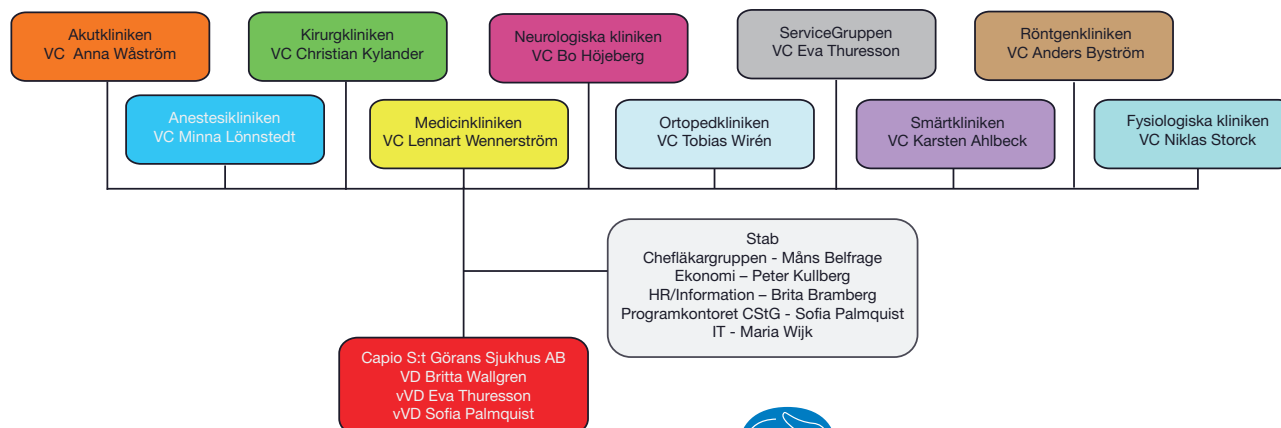 Akutkliniken
VC  Anna Wåström
Kirurgkliniken
VC Christian Kylander
Neurologiska kliniken
VC Bo Höjeberg
ServiceGruppen
VC Eva Thuresson
Röntgenkliniken
VC Anders Byström
Anestesikliniken
VC Minna Lönnstedt
Medicinkliniken
VC Lennart Wennerström
Ortopedkliniken
VC Tobias Wirén
Smärtkliniken
VC Karsten Ahlbeck
Fysiologiska kliniken
VC Niklas Storck
Stab
Chefläkargruppen - Måns Belfrage
Ekonomi – Peter Kullberg
HR/Information – Brita Bramberg
Programkontoret CStG - Sofia Palmquist
IT - Maria Wijk
Capio S:t Görans Sjukhus AB
VD Britta Wallgren
vVD Eva Thuresson
vVD Sofia Palmquist